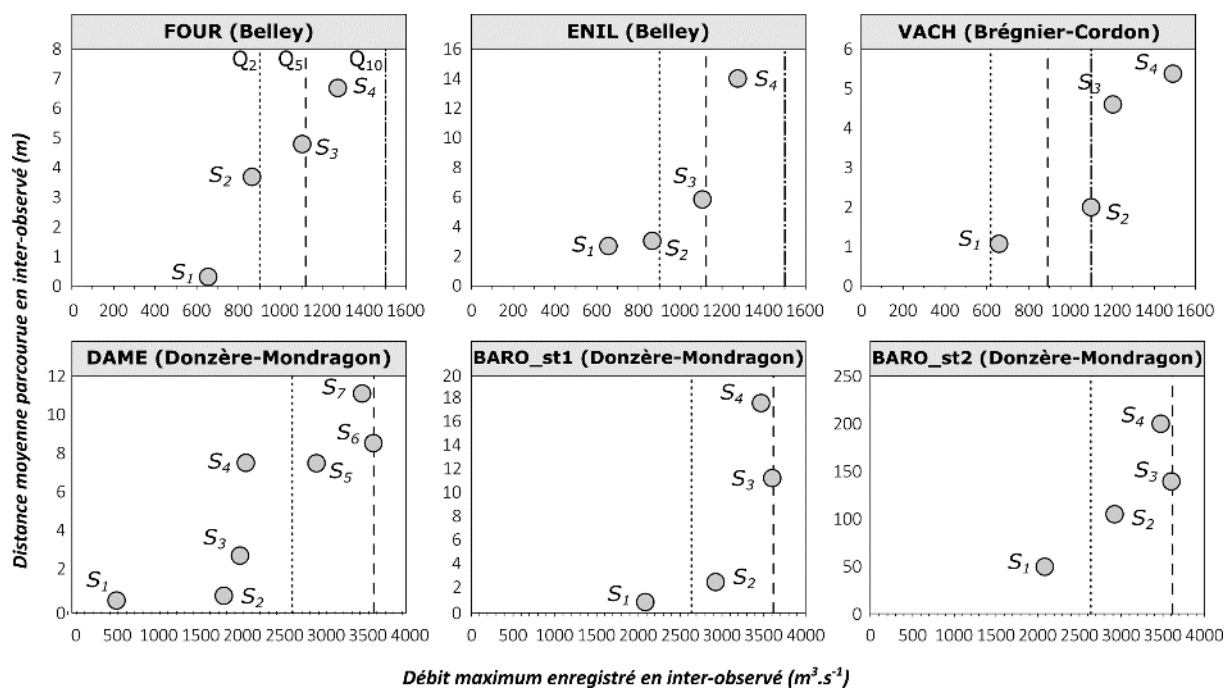 FOUR (Belley)
ENIL (Belley)
VACH (Brégnier-Cordon)
8
7
6
5
4
3
2
1
0
Q2
Q5
Q10
S4
S3
S2
S1
0 200 400 600 800 1000 1200 1400 1600
16
14
12
10
8
6
4
2
0
S4
S3
S1
S2
0 200 400 600 800 1000 1200 1400 1600
6
5
4
3
2
1
0
S4
S3
S2
S1
0 200 400 600 800 1000 1200 1400 1600
Distance moyenne parcourue en inter-observé (m)
DAME (Donzère-Mondragon)
BARO_st1 (Donzère-Mondragon)
BARO_st2 (Donzère-Mondragon)
12
10
8
6
4
2
0
S7
S6
S4
S5
S3
S1
S2
0 500 1000 1500 2000 2500 3000 3500 4000
20
18
16
14
12
10
8
6
4
2
0
S4
S3
S2
S1
0 500 1000 1500 2000 2500 3000 3500 4000
250
200
150
100
50
0
S4
S3
S2
S1
0 500 1000 1500 2000 2500 3000 3500 4000
Débit maximum enregistré en inter-observé (m³.s⁻¹)